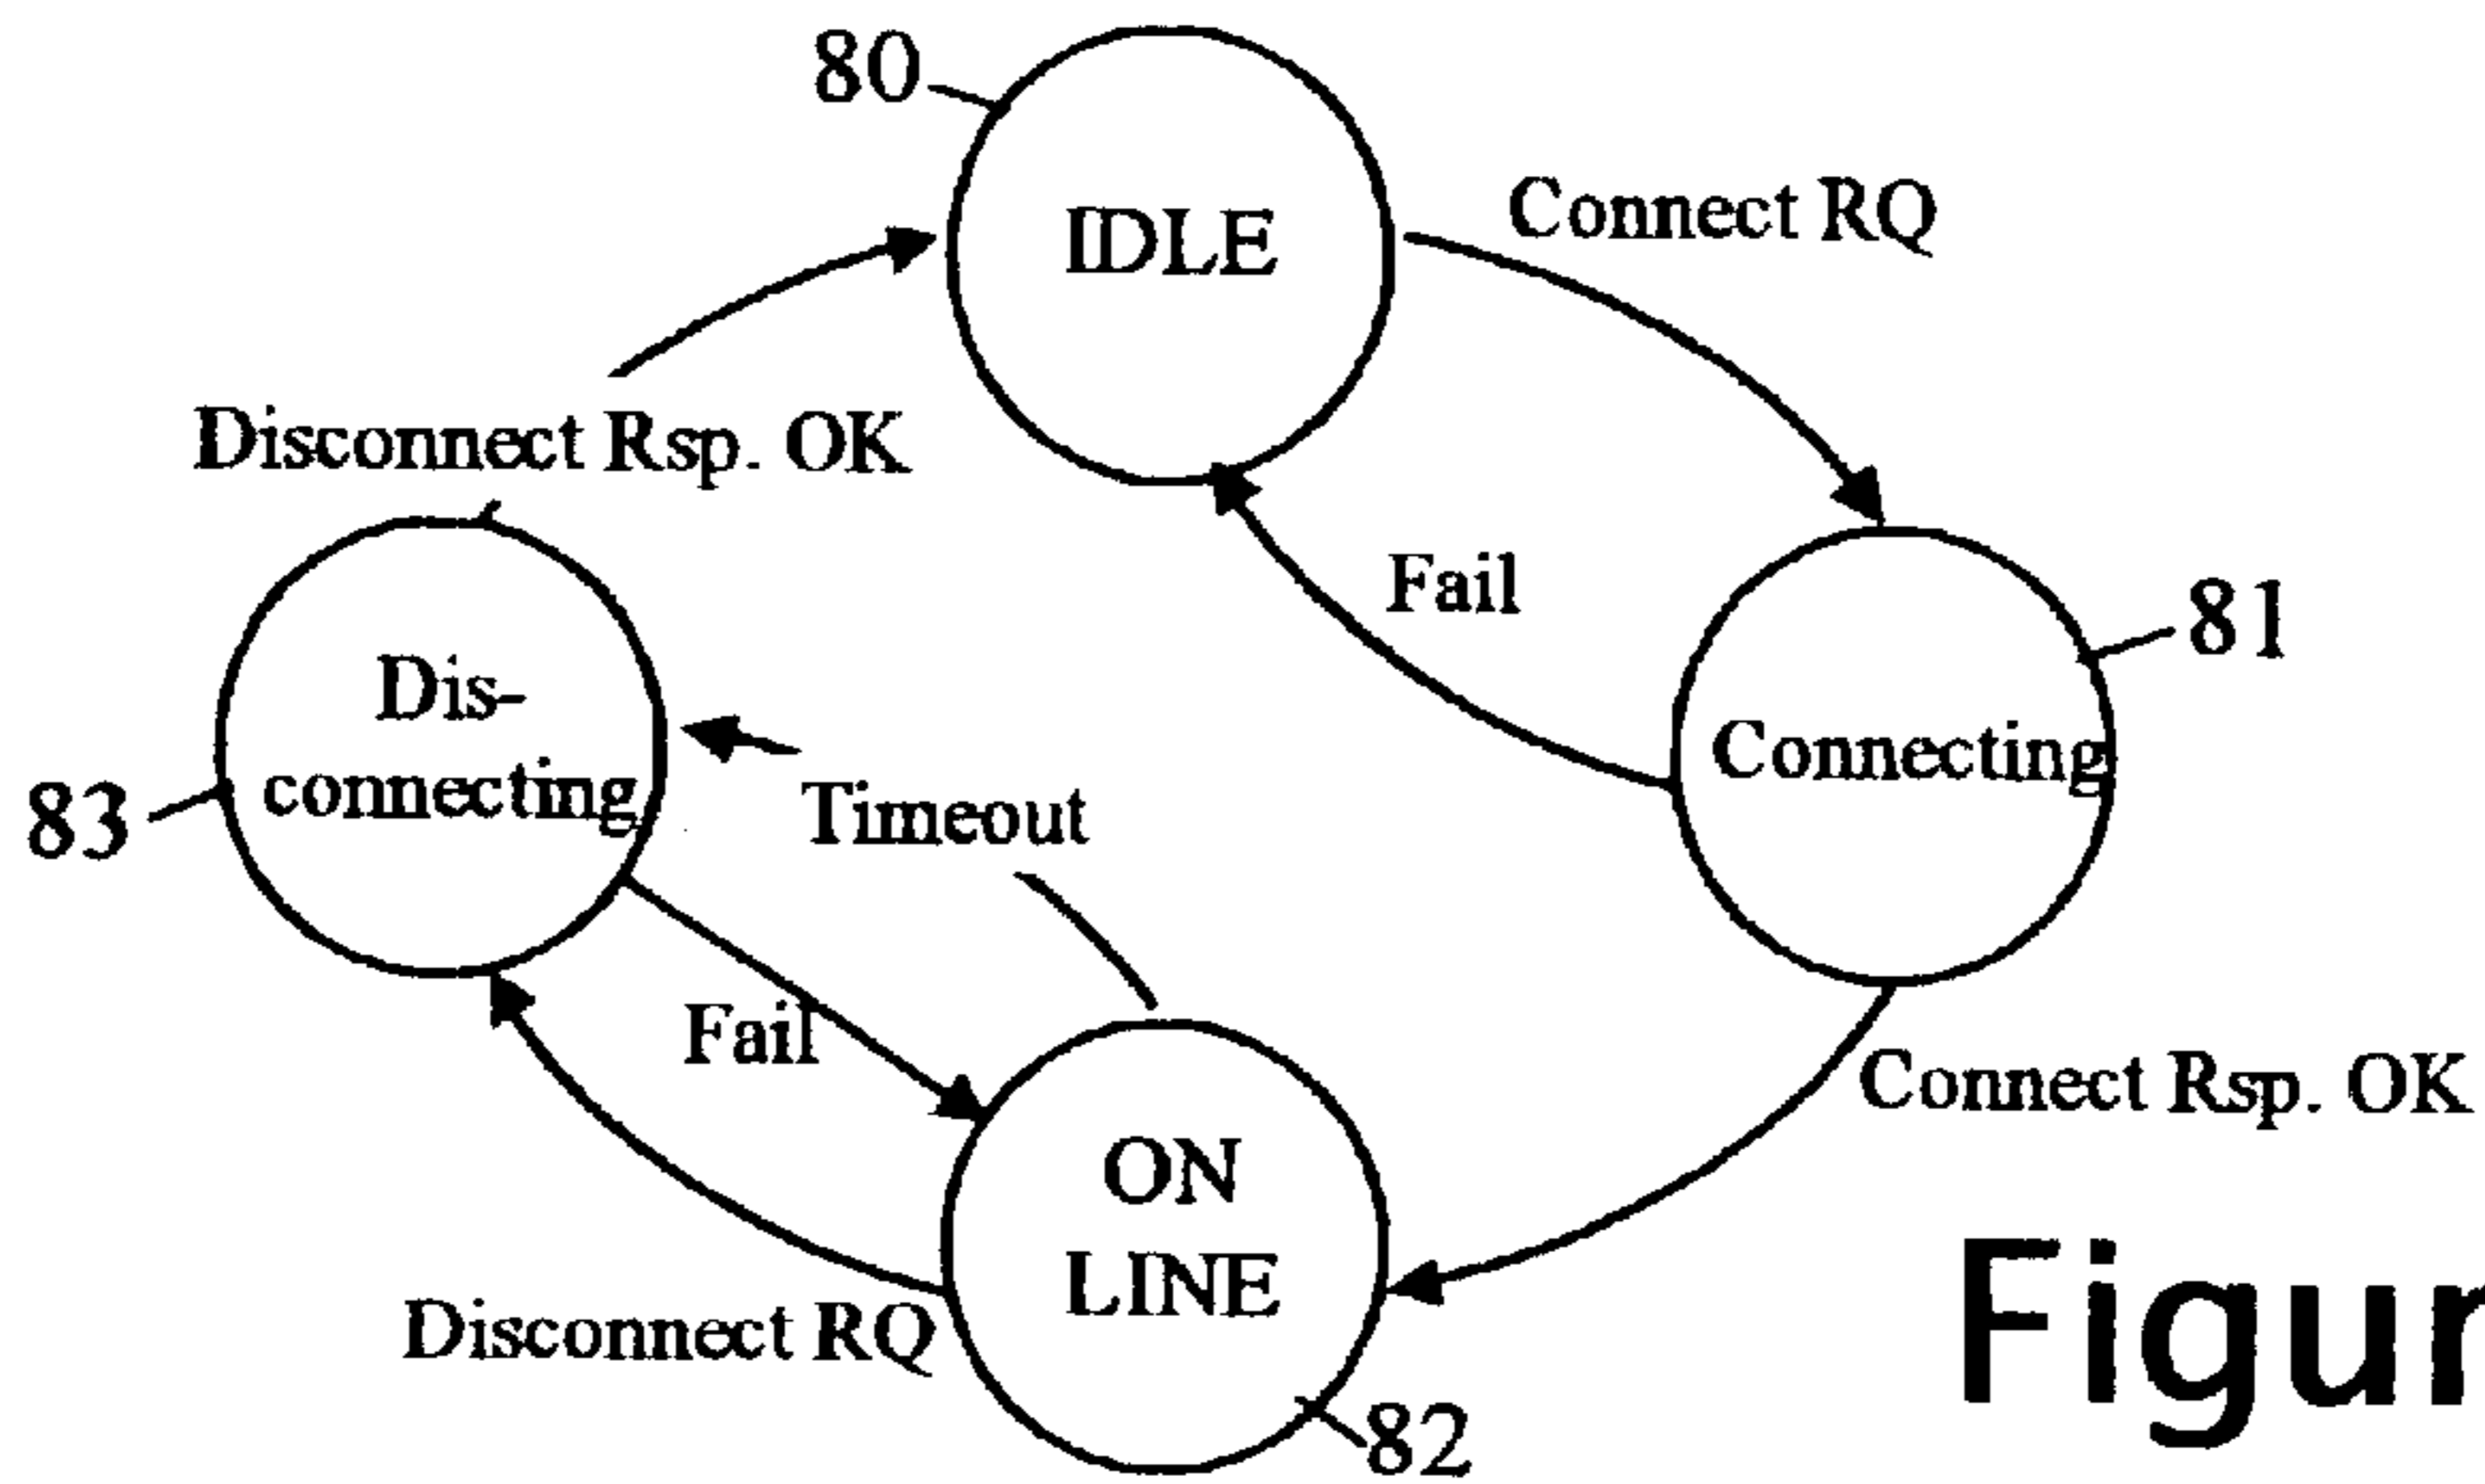 80
IDLE
Connect RQ
Disconnect Rsp. OK
Fail
81
Dis-
connecting
Connecting
83
Timeout
Fail
Connect Rsp. OK
ON
LINE
Disconnect RQ
82
Figur